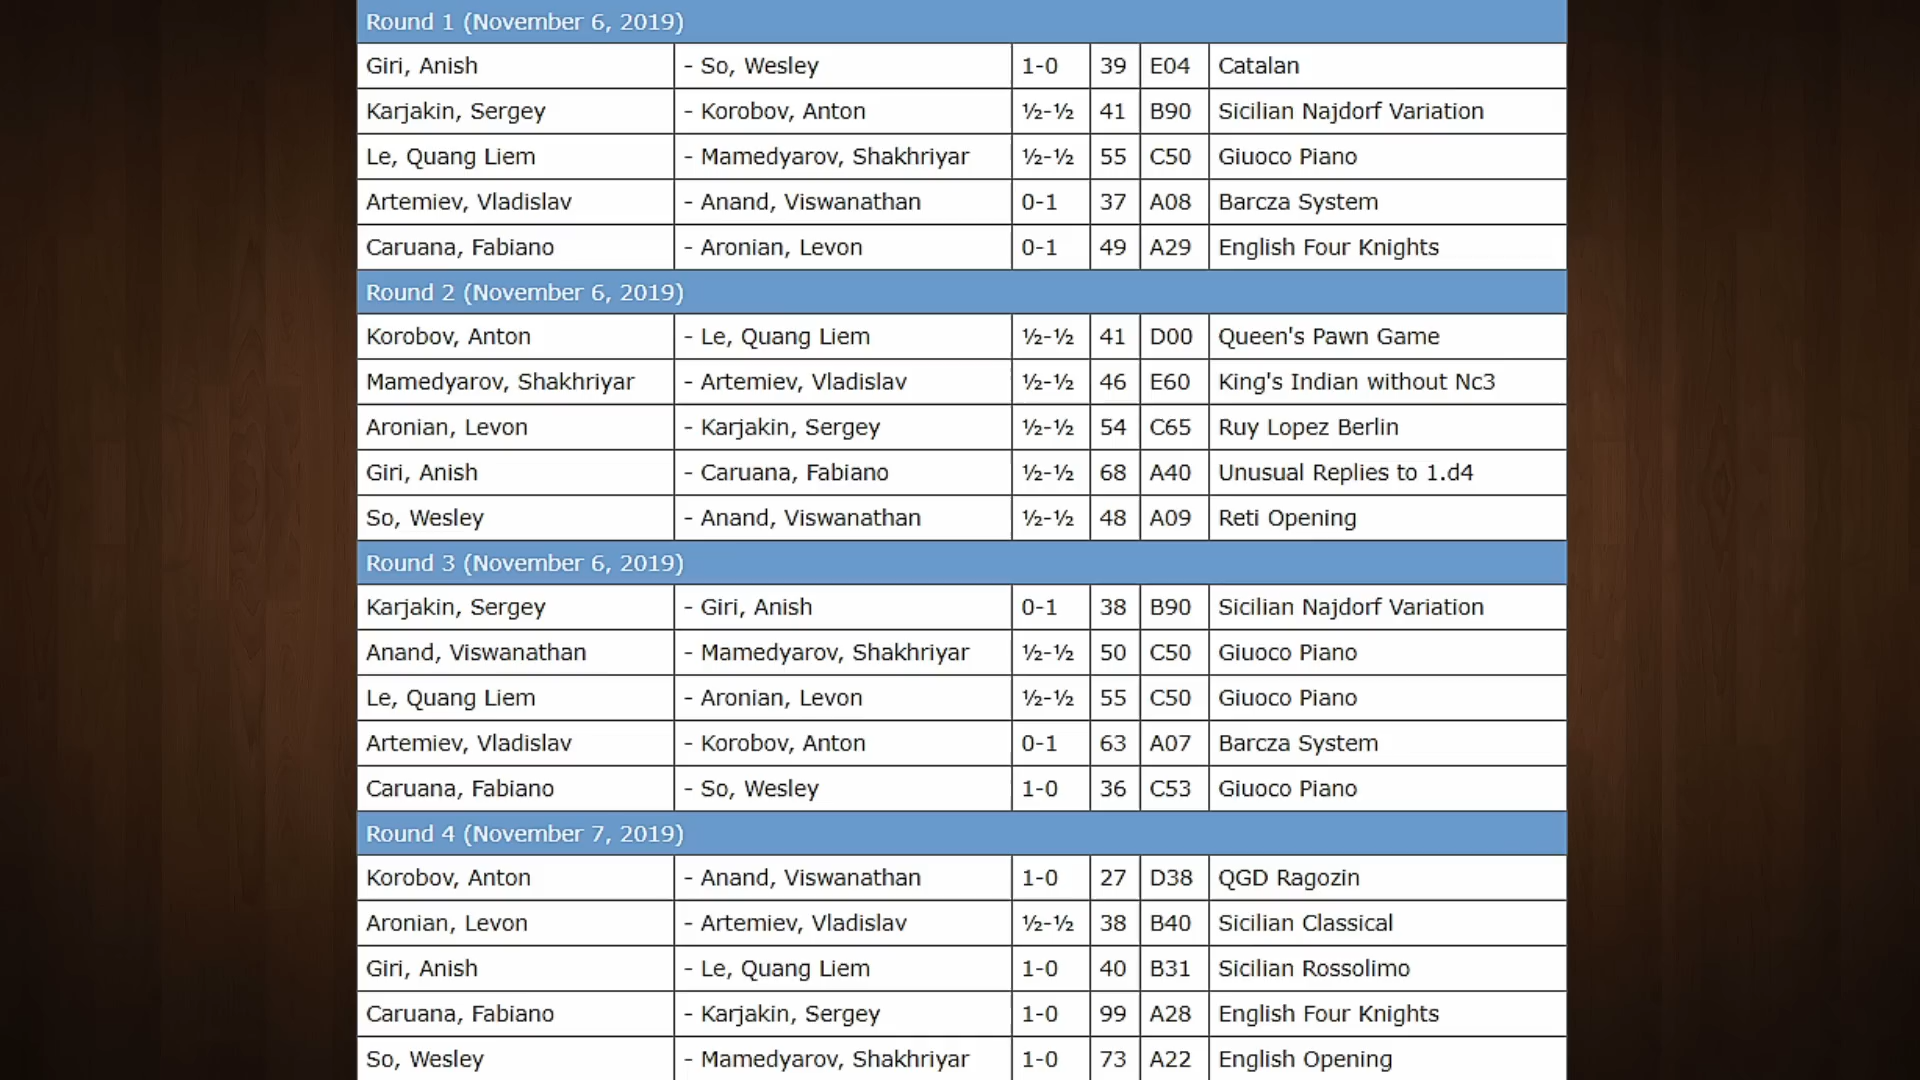 Round 1 (November 6, 2019)
Giri, Anish - So, Wesley 1-0 39 E04 Catalan
Karjakin, Sergey - Korobov, Anton ½-½ 41 B90 Sicilian Najdorf Variation
Le, Quang Liem - Mamedyarov, Shakhriyar ½-½ 55 C50 Giuoco Piano
Artemiev, Vladislav - Anand, Viswanathan 0-1 37 A08 Barcza System
Caruana, Fabiano - Aronian, Levon 0-1 49 A29 English Four Knights
Round 2 (November 6, 2019)
Korobov, Anton - Le, Quang Liem ½-½ 41 D00 Queen's Pawn Game
Mamedyarov, Shakhriyar - Artemiev, Vladislav ½-½ 46 E60 King's Indian without Nc3
Aronian, Levon - Karjakin, Sergey ½-½ 54 C65 Ruy Lopez Berlin
Giri, Anish - Caruana, Fabiano ½-½ 68 A40 Unusual Replies to 1.d4
So, Wesley - Anand, Viswanathan ½-½ 48 A09 Reti Opening
Round 3 (November 6, 2019)
Karjakin, Sergey - Giri, Anish 0-1 38 B90 Sicilian Najdorf Variation
Anand, Viswanathan - Mamedyarov, Shakhriyar ½-½ 50 C50 Giuoco Piano
Le, Quang Liem - Aronian, Levon ½-½ 55 C50 Giuoco Piano
Artemiev, Vladislav - Korobov, Anton 0-1 63 A07 Barcza System
Caruana, Fabiano - So, Wesley 1-0 36 C53 Giuoco Piano
Round 4 (November 7, 2019)
Korobov, Anton - Anand, Viswanathan 1-0 27 D38 QGD Ragozin
Aronian, Levon - Artemiev, Vladislav ½-½ 38 B40 Sicilian Classical
Giri, Anish - Le, Quang Liem 1-0 40 B31 Sicilian Rossolimo
Caruana, Fabiano - Karjakin, Sergey 1-0 99 A28 English Four Knights
So, Wesley - Mamedyarov, Shakhriyar 1-0 73 A22 English Opening